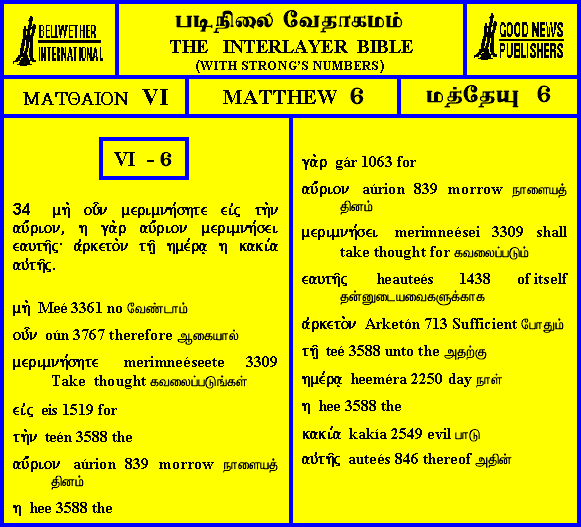 BELLWETHER
INTERNATIONAL
படிநிலை வேதாகமம்
THE INTERLAYER BIBLE
(WITH STRONG'S NUMBERS)
GOOD NEWS
PUBLISHERS
ΜΑΤΘΑΙΟΝ VI
MATTHEW 6
மத்தேயு 6
VI - 6
34 μὴ οὖν μεριμνήσητε εἰς τὴν
αὔριον, η γὰρ αὔριον μεριμνήσει
εαυτῆς· ἀρκετὸν τῇ ημέρᾳ η κακία
αὐτῆς.
μὴ Meé 3361 no வேண்டாம்
οὖν oún 3767 therefore ஆகையால்
μεριμνήσητε merimneéseete 3309
Take thought கவலைப்படுங்கள்
εἰς eis 1519 for
τὴν teén 3588 the
αὔριον aúrion 839 morrow நாளையத்
தினம்
η hee 3588 the
γὰρ gár 1063 for
αὔριον aúrion 839 morrow நாளையத்
தினம்
μεριμνήσει merimneései 3309 shall
take thought for கவலைப்படும்
εαυτῆς heauteés 1438 of itself
தன்னுடையவைகளுக்காக
ἀρκετὸν Arketón 713 Sufficient போதும்
τῇ teé 3588 unto the அதற்கு
ημέρᾳ heeméra 2250 day நாள்
η hee 3588 the
κακία kakía 2549 evil பாடு
αὐτῆς auteés 846 thereof அதின்